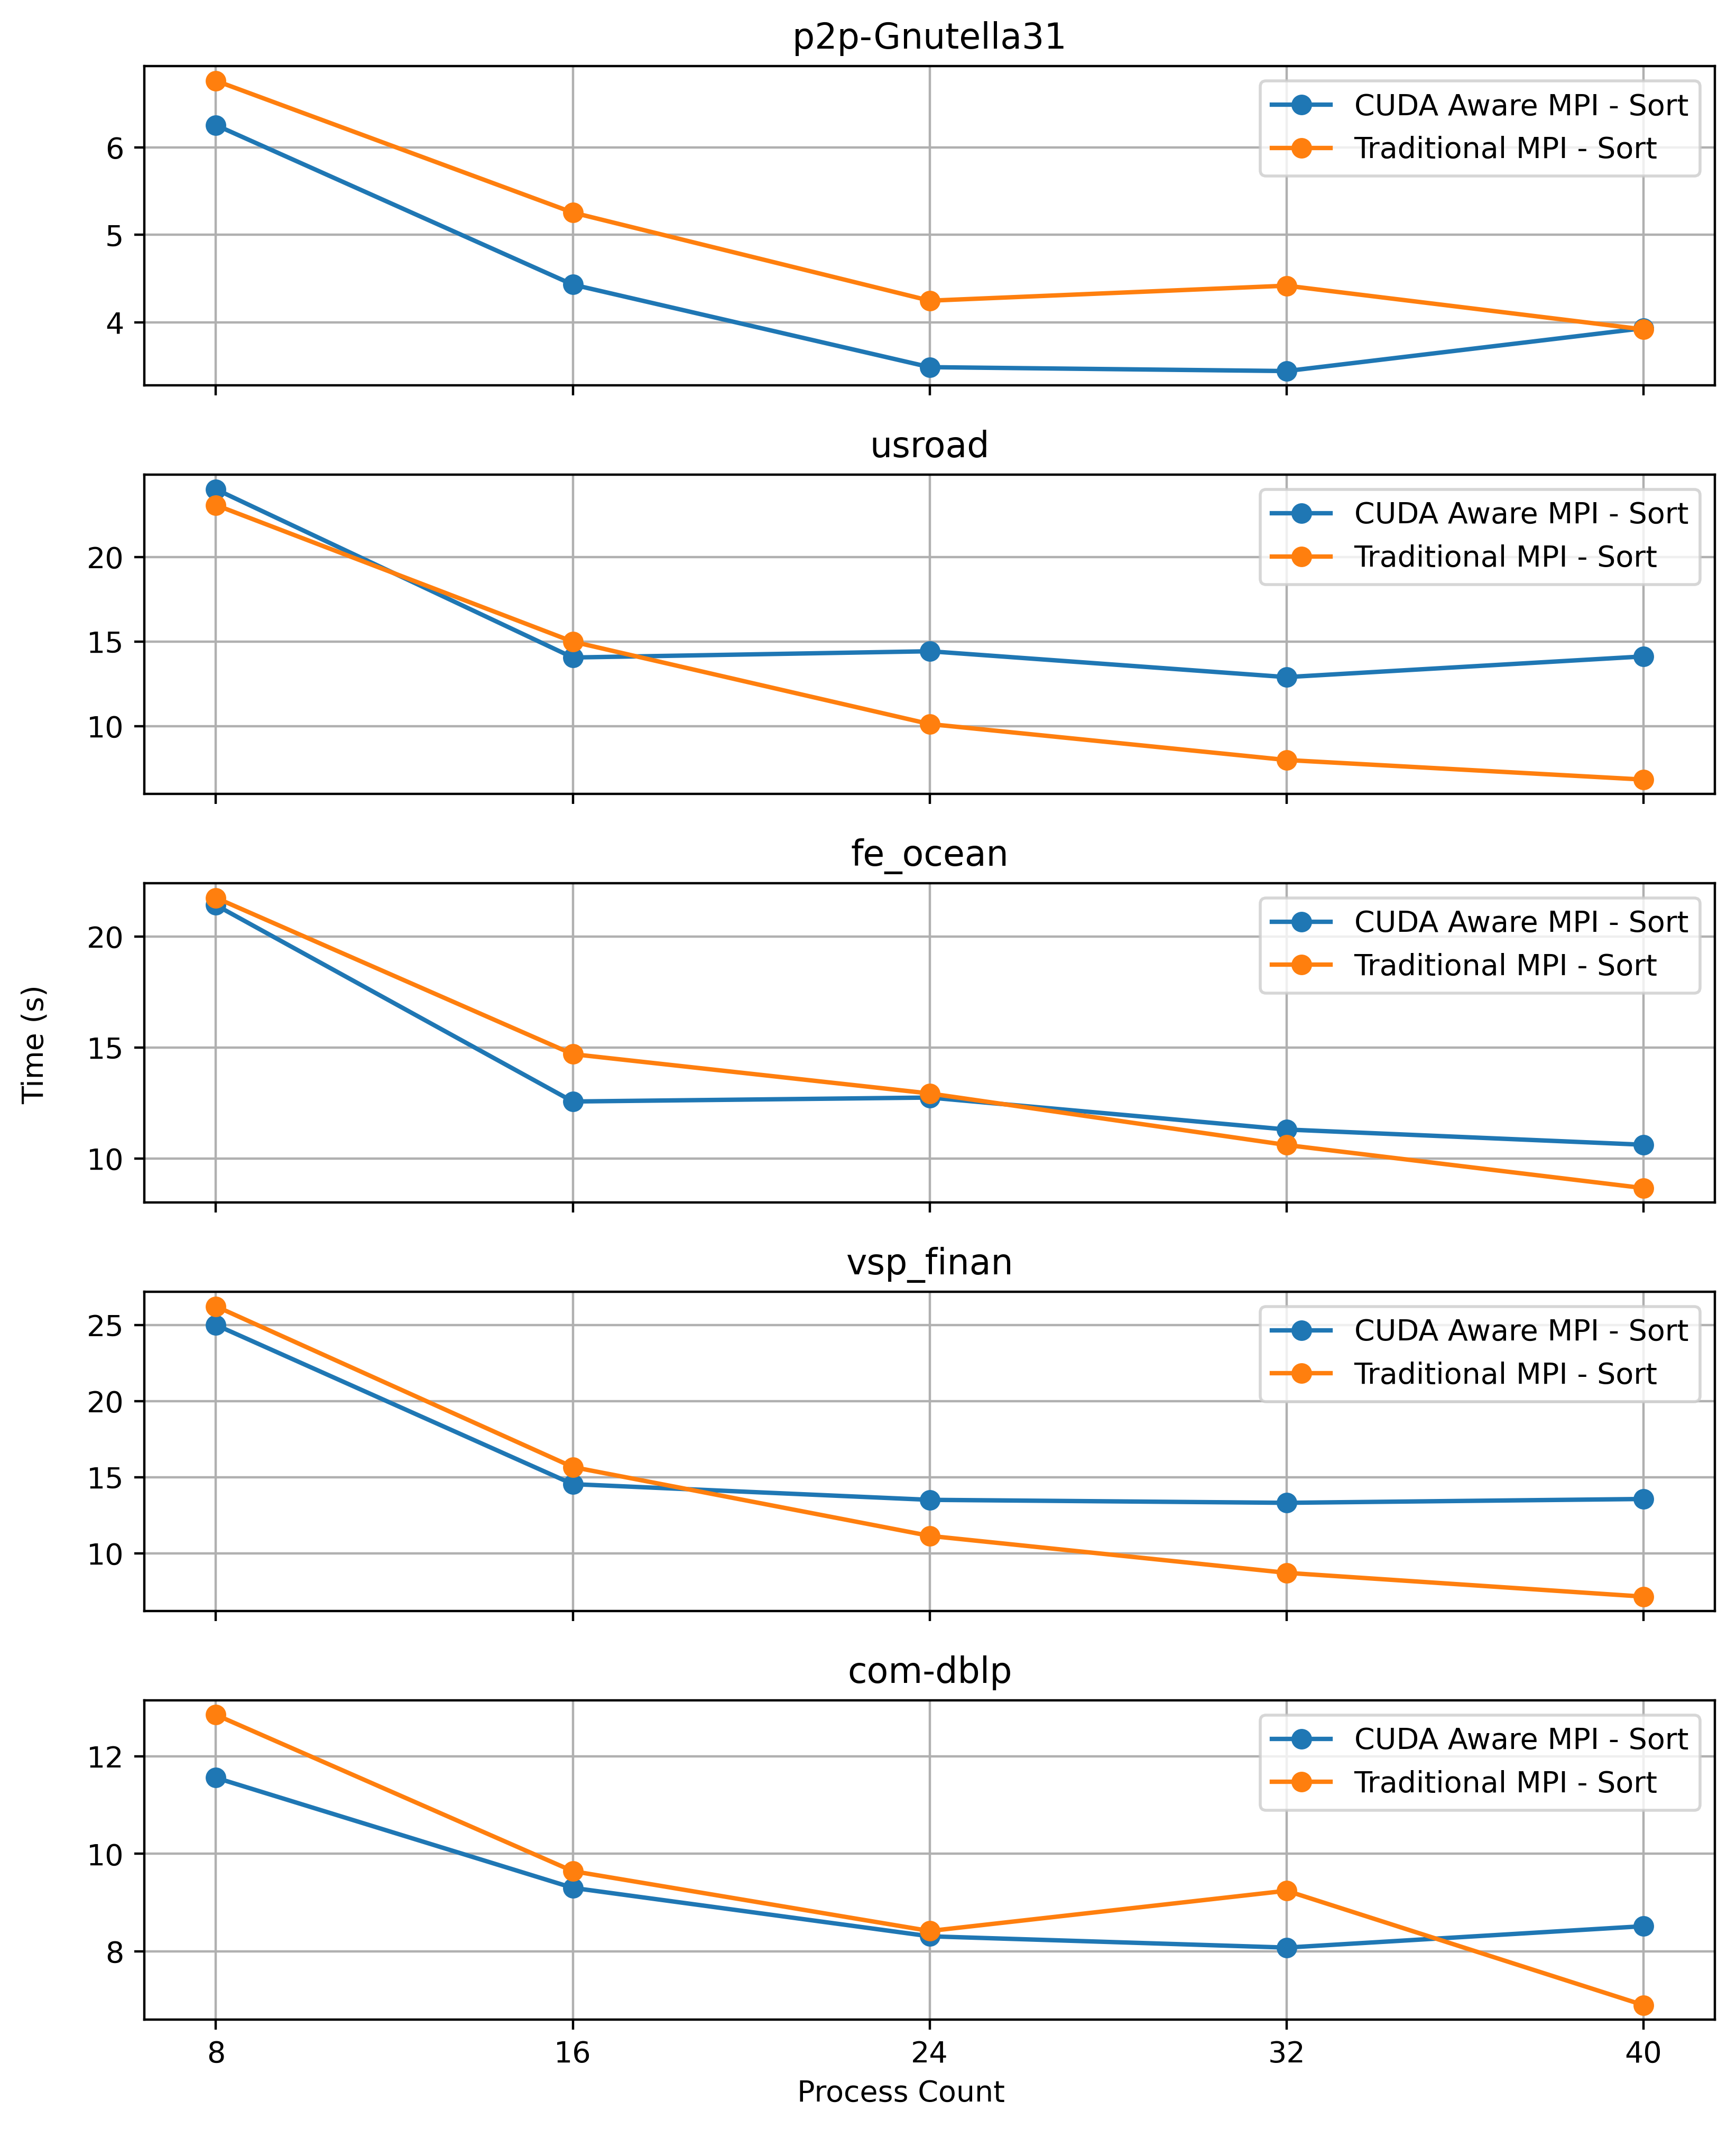 p2p-Gnutella31
CUDA Aware MPI - Sort
Traditional MPI - Sort
6
5
4
usroad
CUDA Aware MPI - Sort
Traditional MPI - Sort
20
15
10
fe_ocean
CUDA Aware MPI - Sort
Traditional MPI - Sort
20
15
10
Time (s)
vsp_finan
CUDA Aware MPI - Sort
Traditional MPI - Sort
25
20
15
10
com-dblp
CUDA Aware MPI - Sort
Traditional MPI - Sort
12
10
8
8 16 24 32 40
Process Count